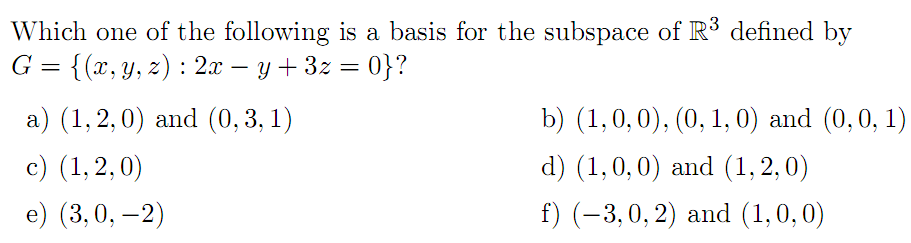 Which one of the following is a basis for the subspace of ℝ³ defined by
G = {(x, y, z) : 2x − y + 3z = 0}?
a) (1, 2, 0) and (0, 3, 1) b) (1, 0, 0), (0, 1, 0) and (0, 0, 1)
c) (1, 2, 0) d) (1, 0, 0) and (1, 2, 0)
e) (3, 0, −2) f) (−3, 0, 2) and (1, 0, 0)